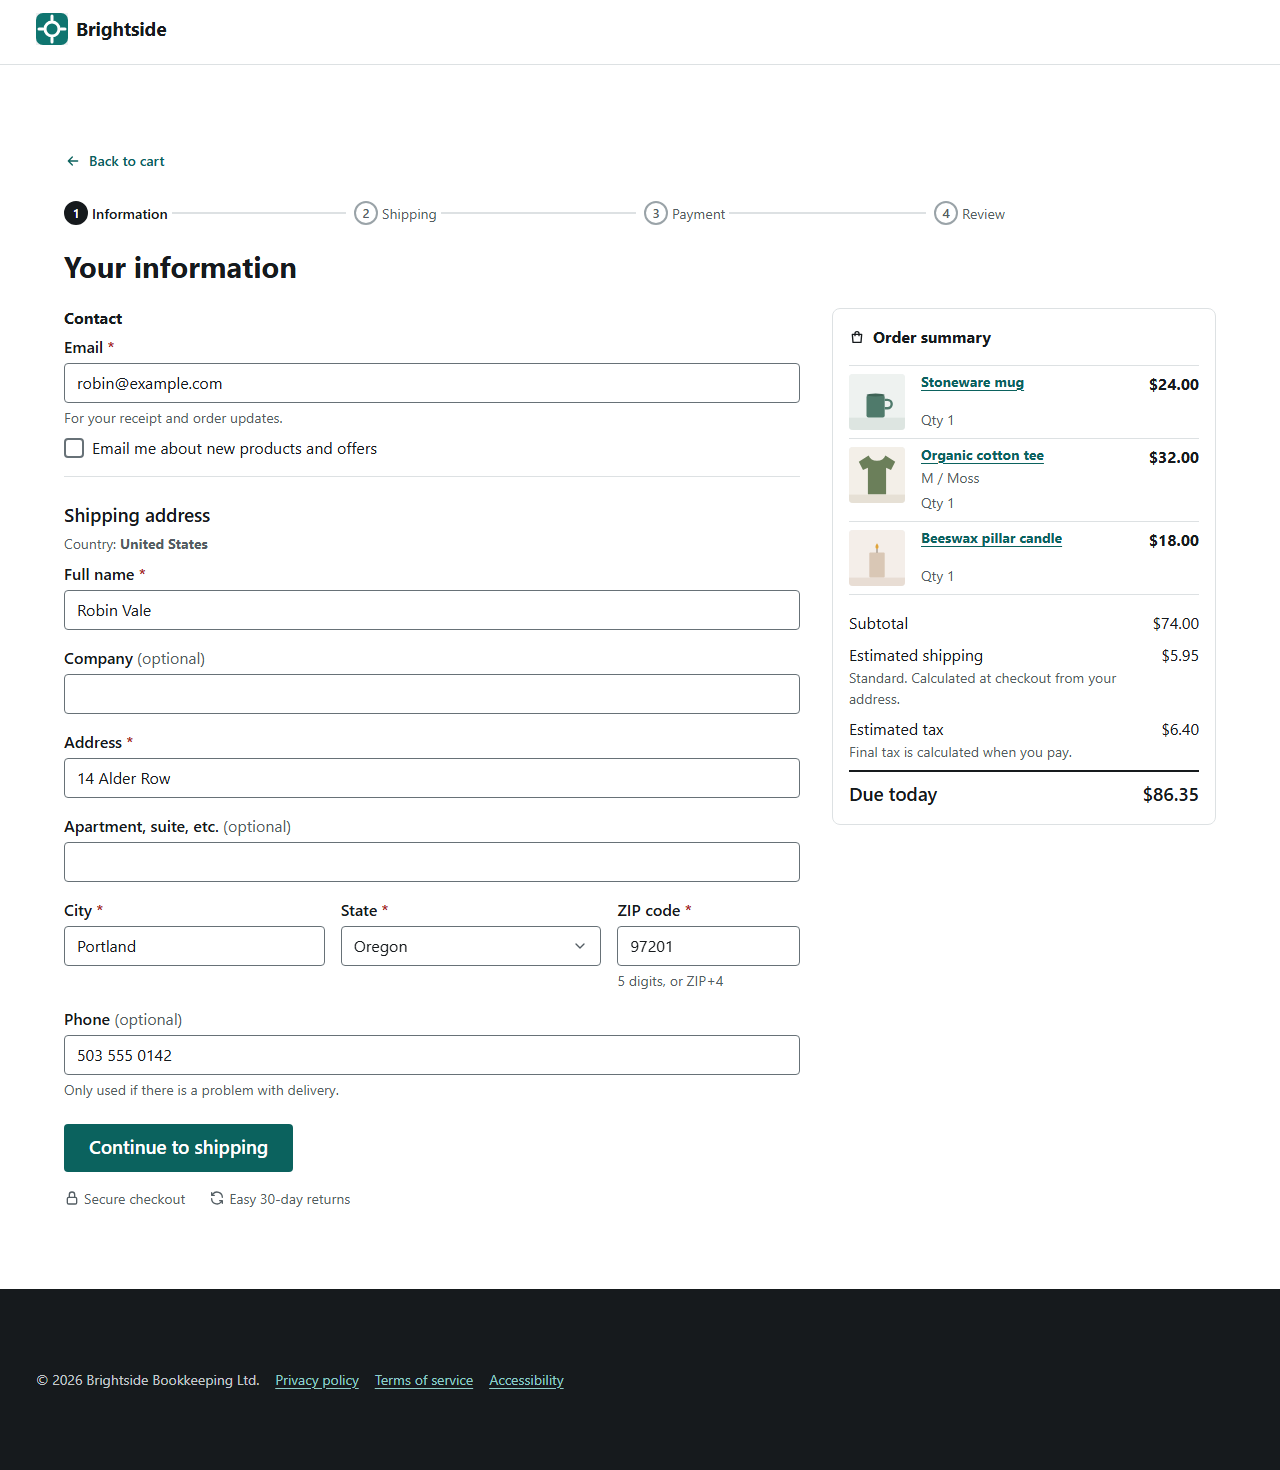 Brightside
Back to cart
1 Information
2 Shipping
3 Payment
4 Review
Your information
Contact
Email *
robin@example.com
For your receipt and order updates.
Email me about new products and offers
Shipping address
Country: United States
Full name *
Robin Vale
Company (optional)
Address *
14 Alder Row
Apartment, suite, etc. (optional)
City *
Portland
State *
Oregon
ZIP code *
97201
5 digits, or ZIP+4
Phone (optional)
503 555 0142
Only used if there is a problem with delivery.
Continue to shipping
Secure checkout
Easy 30-day returns
Order summary
Stoneware mug
$24.00
Qty 1
Organic cotton tee
$32.00
M / Moss
Qty 1
Beeswax pillar candle
$18.00
Qty 1
Subtotal
$74.00
Estimated shipping
$5.95
Standard. Calculated at checkout from your
address.
Estimated tax
$6.40
Final tax is calculated when you pay.
Due today
$86.35
© 2026 Brightside Bookkeeping Ltd.
Privacy policy
Terms of service
Accessibility